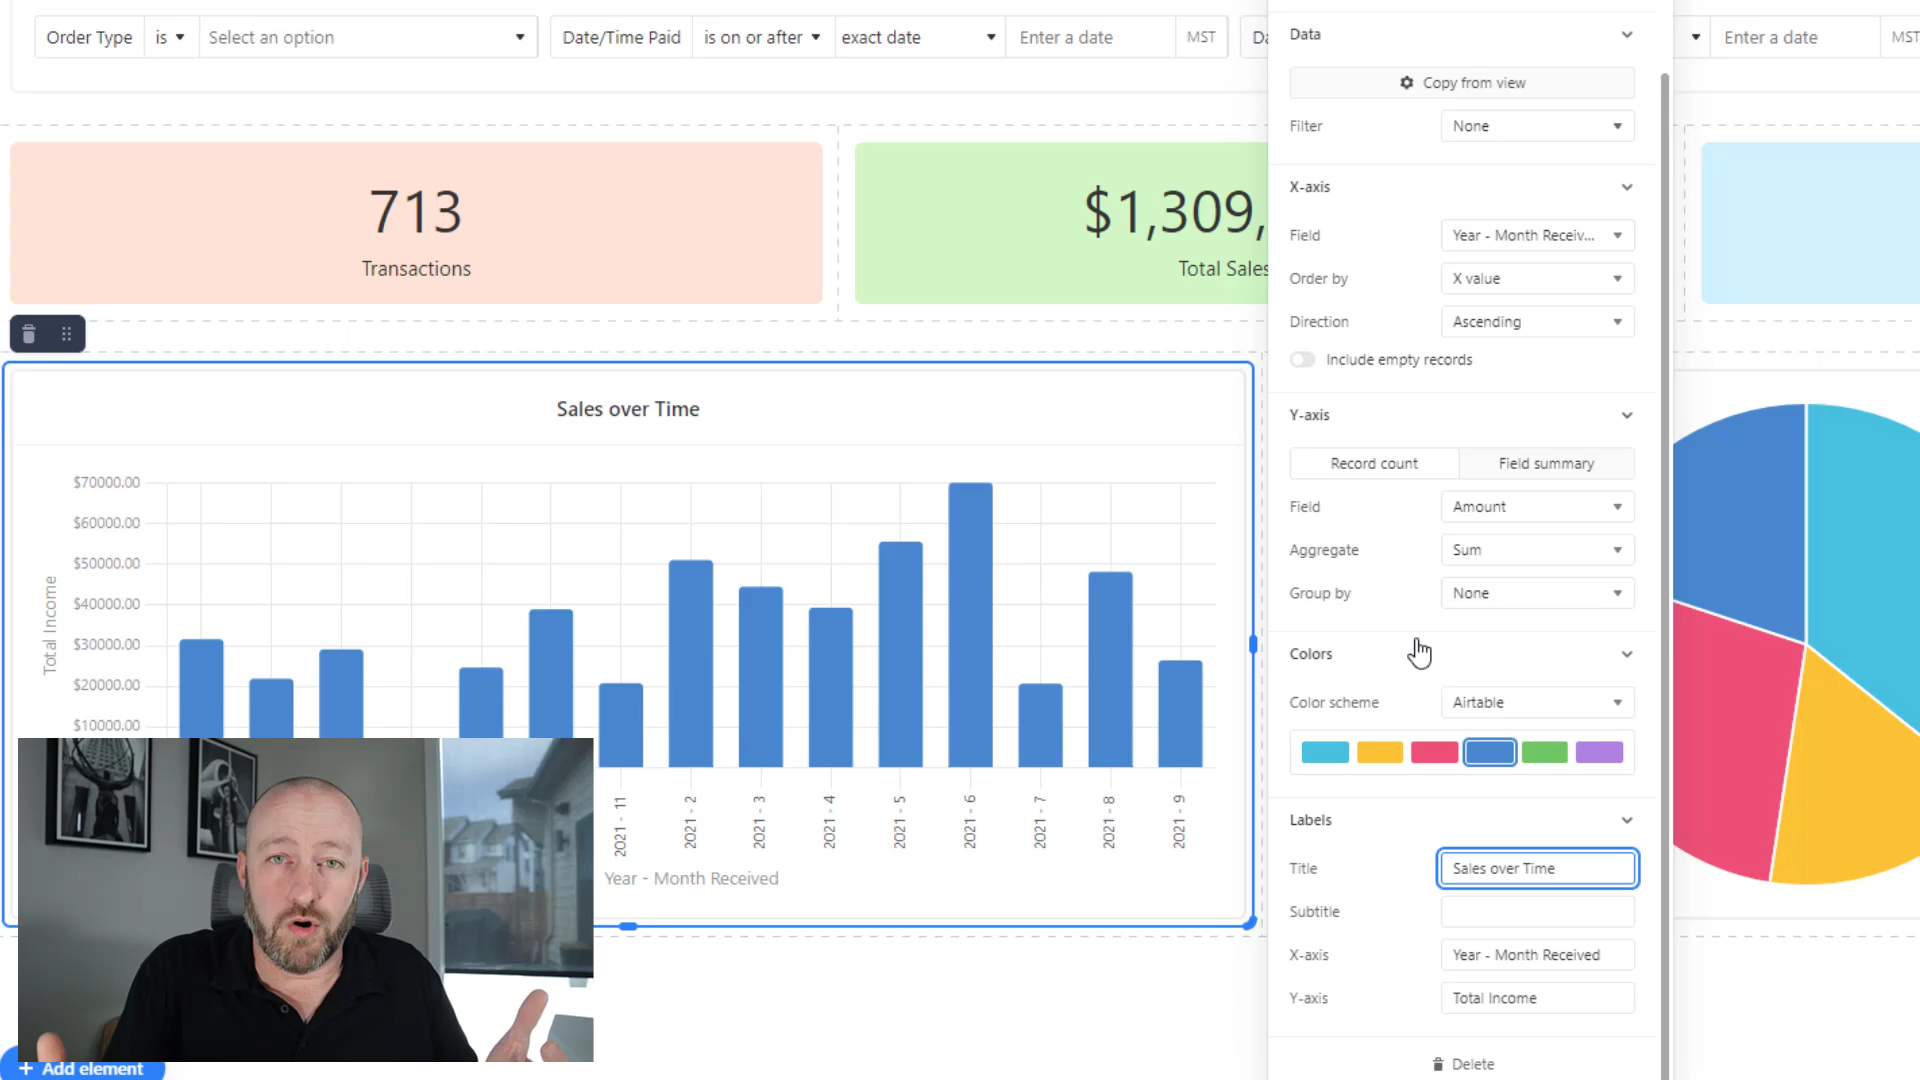 Order Type is Select an option Date/Time Paid is on or after exact date Enter a date MST Da Enter a date MST
Data
Copy from view
Filter None
713
Transactions
$1,309,
Total Sales
X-axis
Field Year - Month Receiv...
Order by X value
Direction Ascending
Include empty records
Y-axis
Record count Field summary
Field Amount
Aggregate Sum
Group by None
Colors
Color scheme Airtable
Labels
Title Sales over Time
Subtitle
X-axis Year - Month Received
Y-axis Total Income
Delete
Sales over Time
Total Income
$70000.00
$60000.00
$50000.00
$40000.00
$30000.00
$20000.00
$10000.00
2021 - 11
2021 - 2
2021 - 3
2021 - 4
2021 - 5
2021 - 6
2021 - 7
2021 - 8
2021 - 9
Year - Month Received
+ Add element